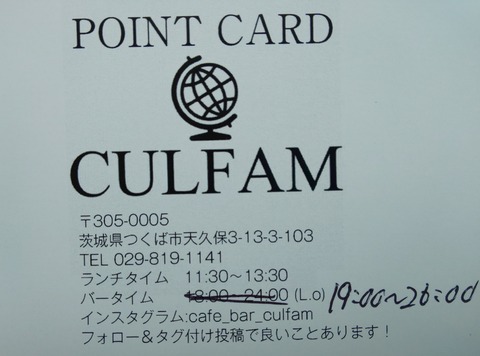 POINT CARD
CULFAM
〒305-0005
茨城県つくば市天久保3-13-3-103
TEL 029-819-1141
ランチタイム 11:30～13:30
バータイム 18:00～24:00 (L.o) 19:00~26:00
インスタグラム:cafe_bar_culfam
フォロー＆タグ付け投稿で良いことあります！